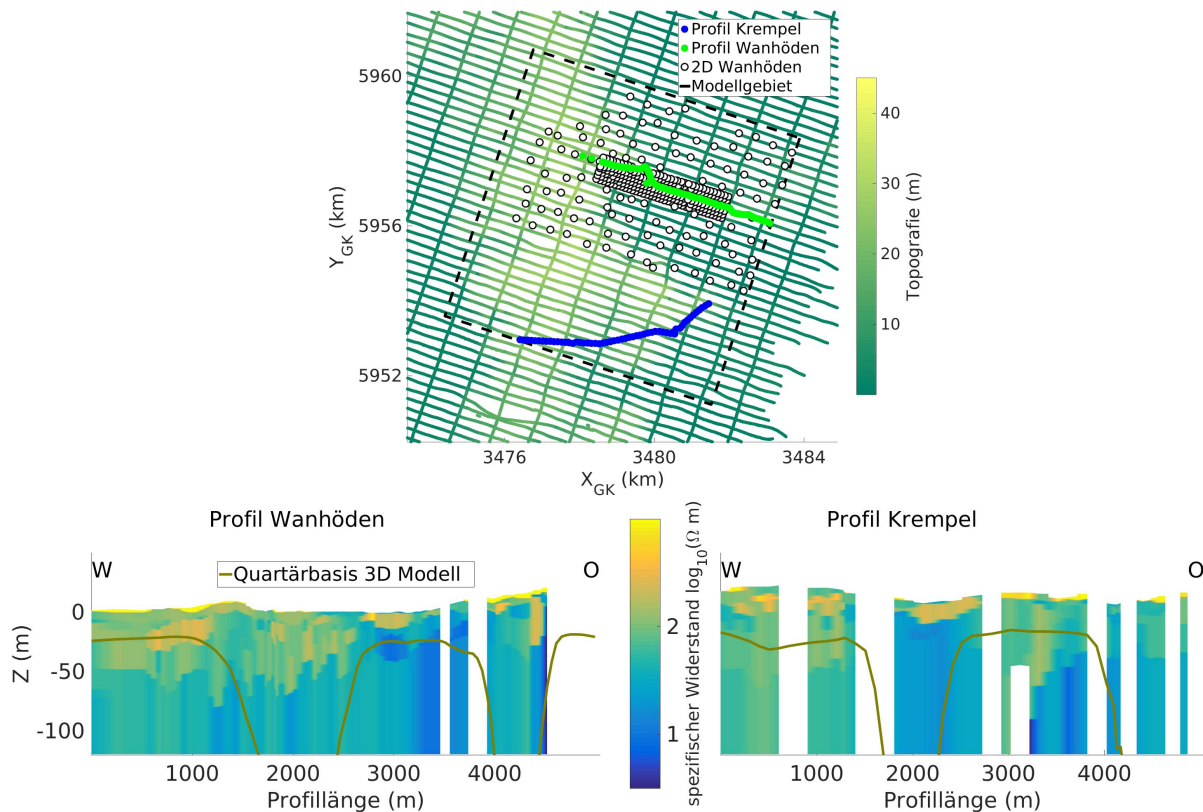 Profil Krempel
Profil Wanhöden
2D Wanhöden
Modellgebiet
5960
5956
5952
Y_GK (km)
3476
3480
3484
X_GK (km)
40
30
20
10
Topografie (m)
Profil Wanhöden
W
O
Quartärbasis 3D Modell
0
-50
-100
Z (m)
1000
2000
3000
4000
Profillänge (m)
2
1
spezifischer Widerstand log10(Ω m)
Profil Krempel
W
O
1000
2000
3000
4000
Profillänge (m)